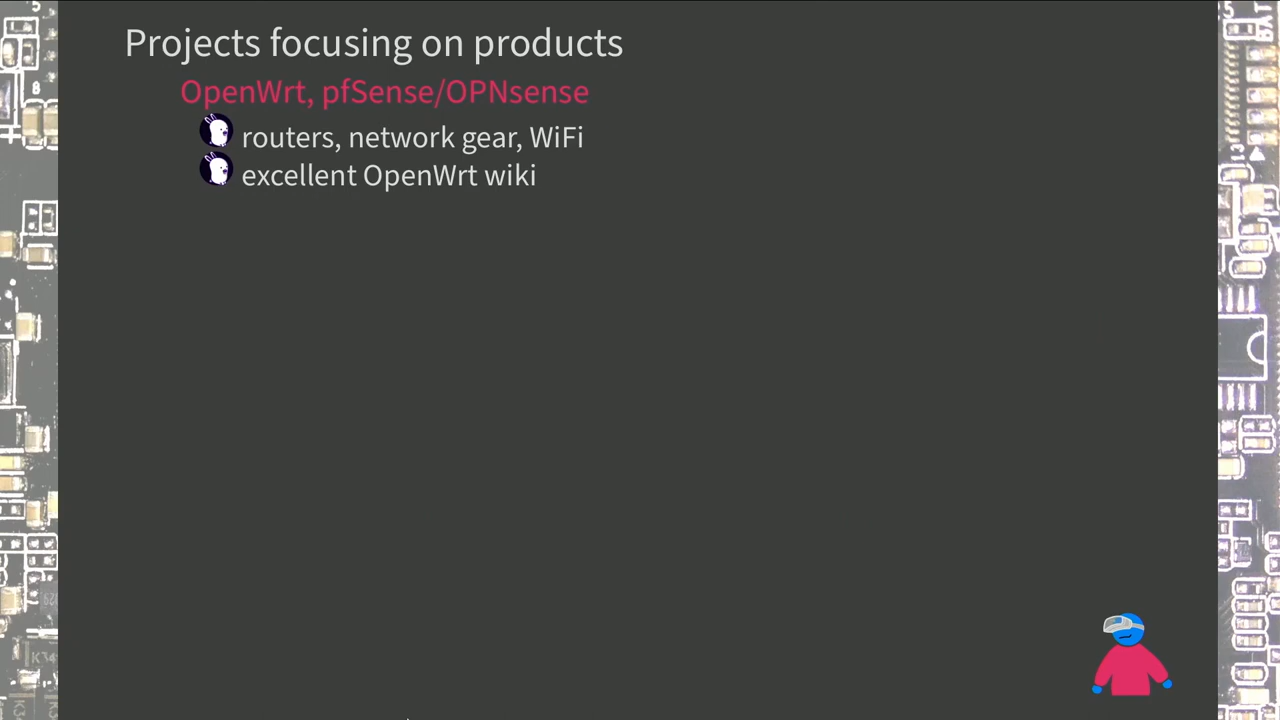 Projects focusing on products
OpenWrt, pfSense/OPNsense
routers, network gear, WiFi
excellent OpenWrt wiki